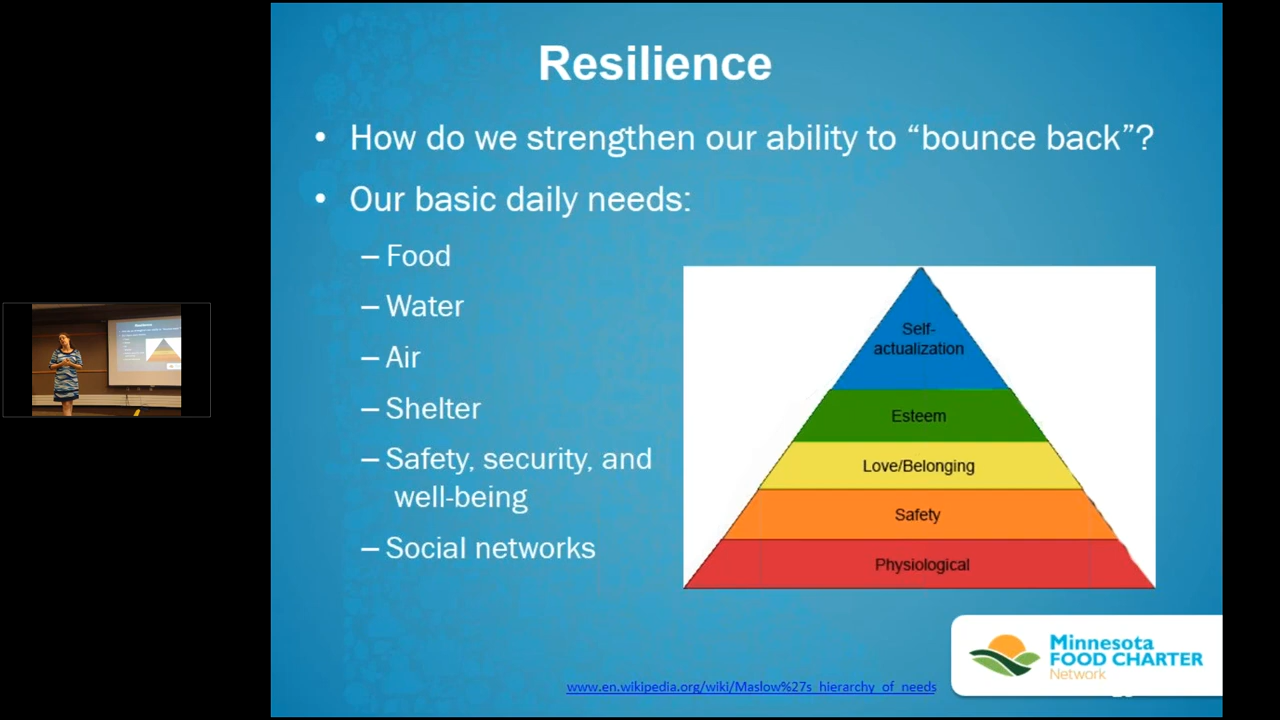 Resilience
• How do we strengthen our ability to “bounce back”?
• Our basic daily needs:
– Food
– Water
– Air
– Shelter
– Safety, security, and
well-being
– Social networks
Self-
actualization
Esteem
Love/Belonging
Safety
Physiological
Minnesota
FOOD CHARTER
Network
www.en.wikipedia.org/wiki/Maslow%27s_hierarchy_of_needs